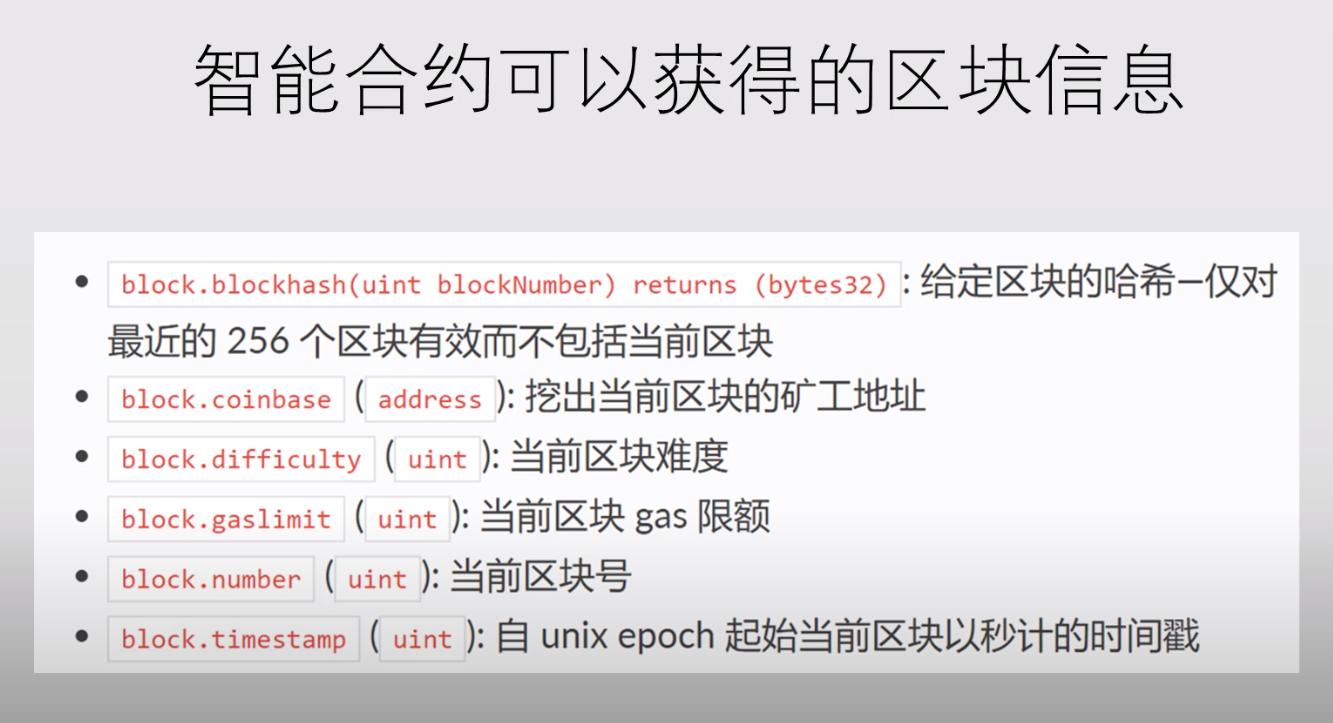 智能合约可以获得的区块信息
• block.blockhash(uint blockNumber) returns (bytes32) : 给定区块的哈希—仅对
最近的 256 个区块有效而不包括当前区块
• block.coinbase ( address ): 挖出当前区块的矿工地址
• block.difficulty ( uint ): 当前区块难度
• block.gaslimit ( uint ): 当前区块 gas 限额
• block.number ( uint ): 当前区块号
• block.timestamp ( uint ): 自 unix epoch 起始当前区块以秒计的时间戳